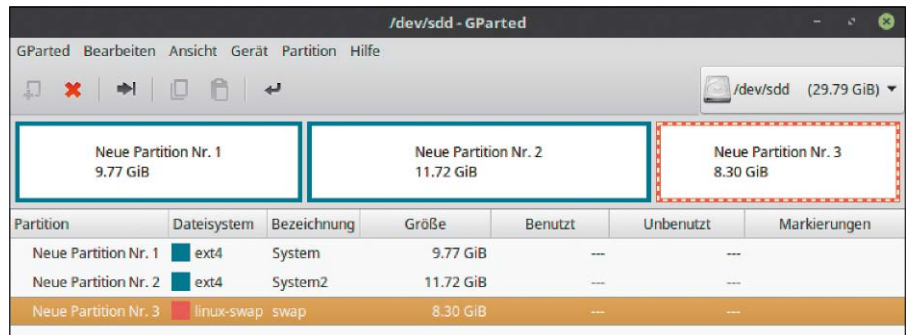 /dev/sdd - GParted
GParted Bearbeiten Ansicht Gerät Partition Hilfe
/dev/sdd (29.79 GiB)
Neue Partition Nr. 1
9.77 GiB
Neue Partition Nr. 2
11.72 GiB
Neue Partition Nr. 3
8.30 GiB
Partition Dateisystem Bezeichnung Größe Benutzt Unbenutzt Markierungen
Neue Partition Nr. 1 ext4 System 9.77 GiB --- ---
Neue Partition Nr. 2 ext4 System2 11.72 GiB --- ---
Neue Partition Nr. 3 linux-swap swap 8.30 GiB --- ---